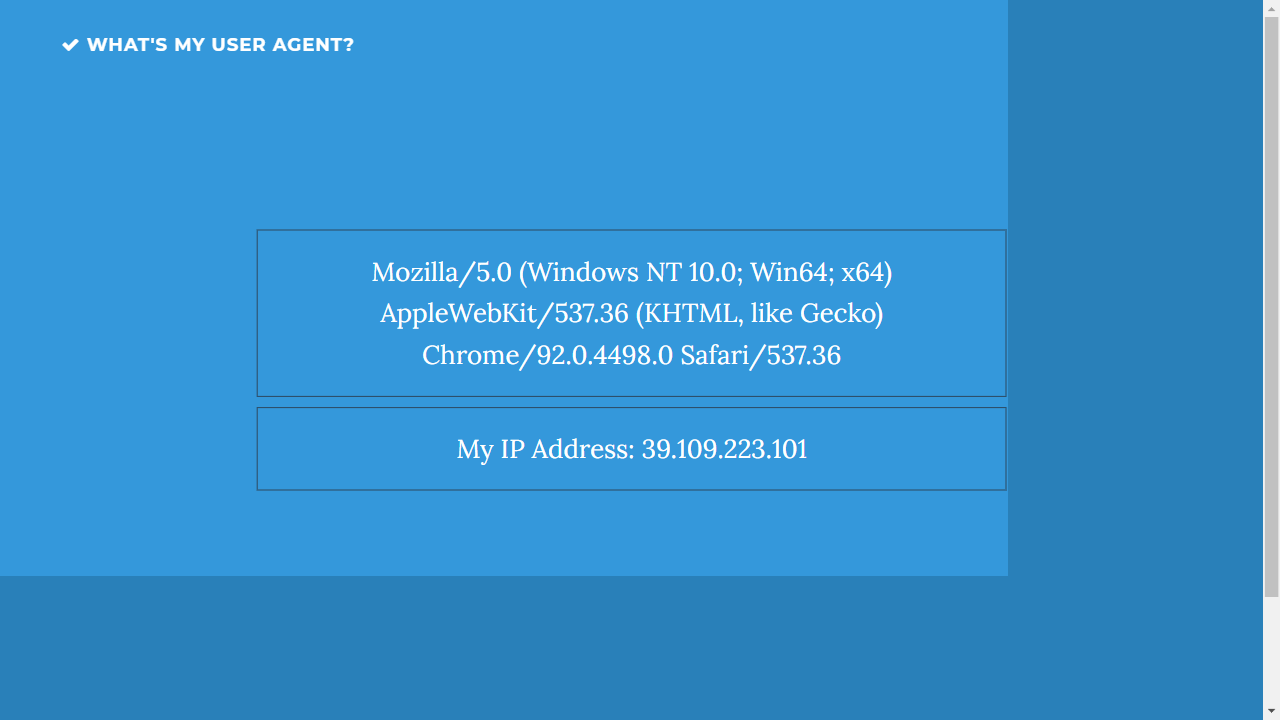 WHAT'S MY USER AGENT?
Mozilla/5.0 (Windows NT 10.0; Win64; x64)
AppleWebKit/537.36 (KHTML, like Gecko)
Chrome/92.0.4498.0 Safari/537.36
My IP Address: 39.109.223.101